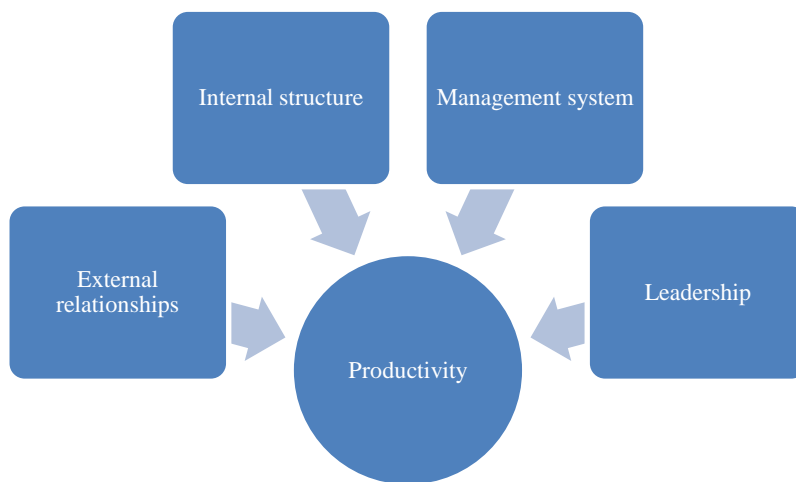 Internal structure
Management system
External
relationships
Leadership
Productivity